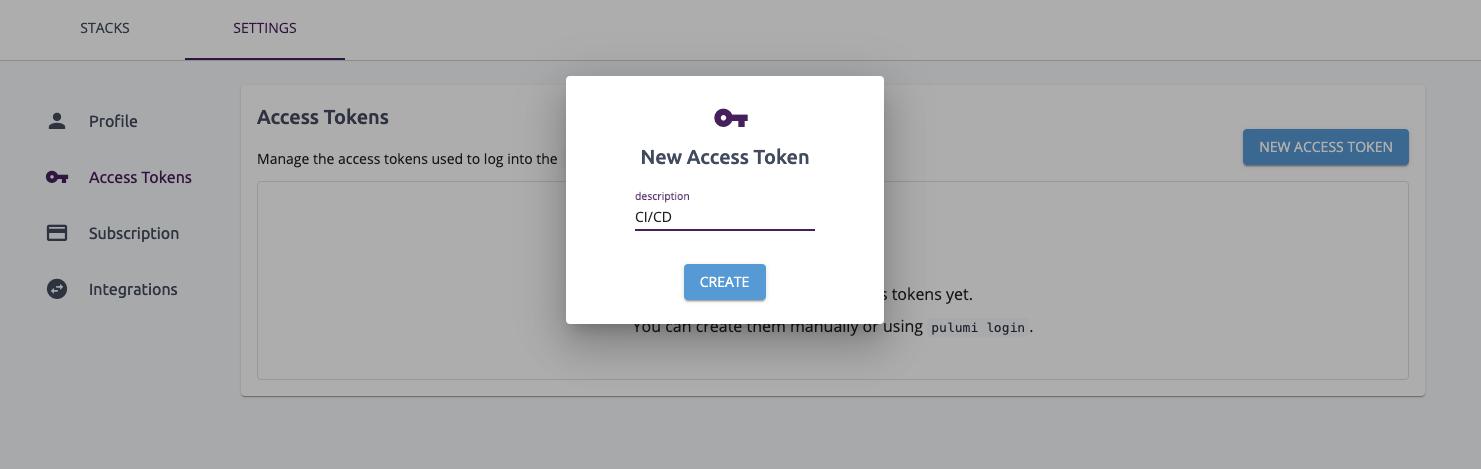 STACKS
SETTINGS
Profile
Access Tokens
Subscription
Integrations
Access Tokens
Manage the access tokens used to log into the
NEW ACCESS TOKEN
New Access Token
description
CI/CD
CREATE
tokens yet.
You can create them manually or using pulumi login.